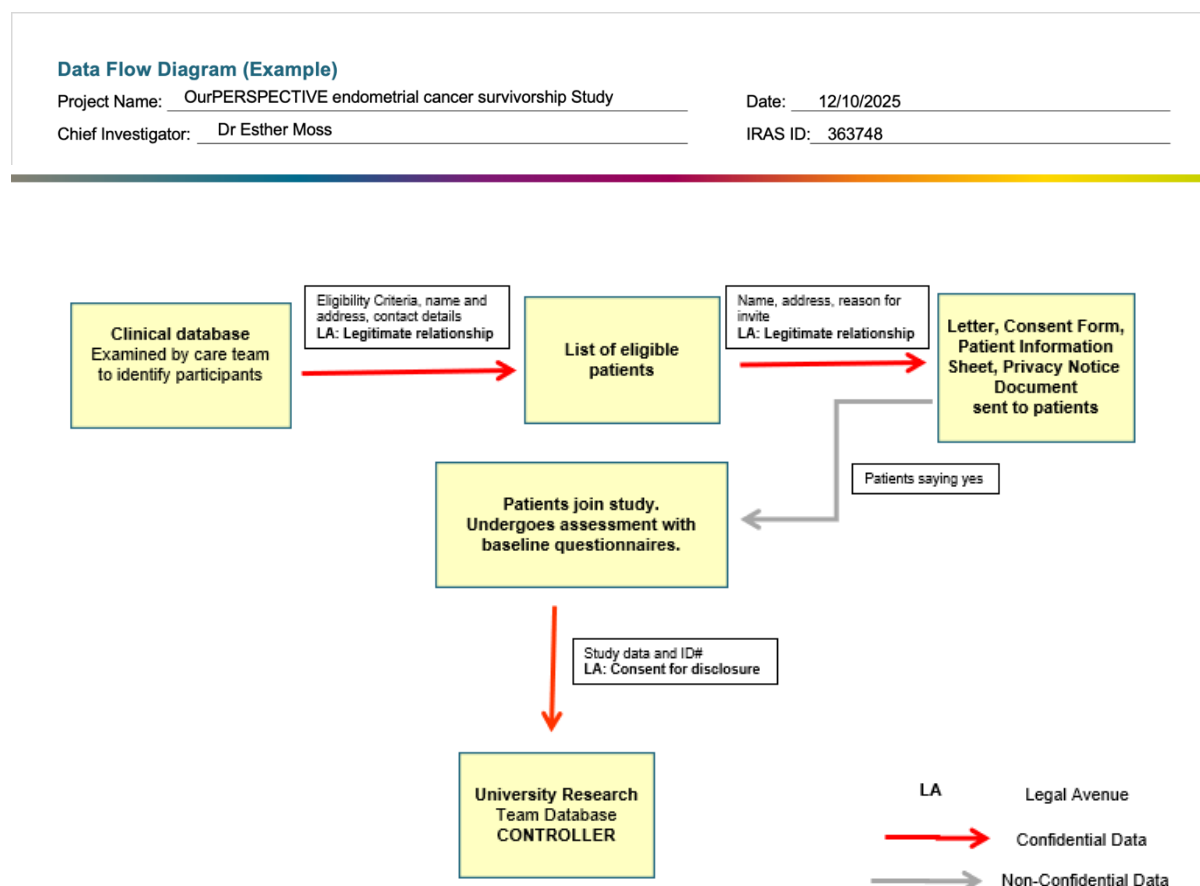 Data Flow Diagram (Example)
Project Name: OurPERSPECTIVE endometrial cancer survivorship Study
Date: 12/10/2025
Chief Investigator: Dr Esther Moss
IRAS ID: 363748
Clinical database
Examined by care team
to identify participants
Eligibility Criteria, name and
address, contact details
LA: Legitimate relationship
List of eligible
patients
Name, address, reason for
invite
LA: Legitimate relationship
Letter, Consent Form,
Patient Information
Sheet, Privacy Notice
Document
sent to patients
Patients saying yes
Patients join study.
Undergoes assessment with
baseline questionnaires.
Study data and ID#
LA: Consent for disclosure
University Research
Team Database
CONTROLLER
LA Legal Avenue
Confidential Data
Non-Confidential Data